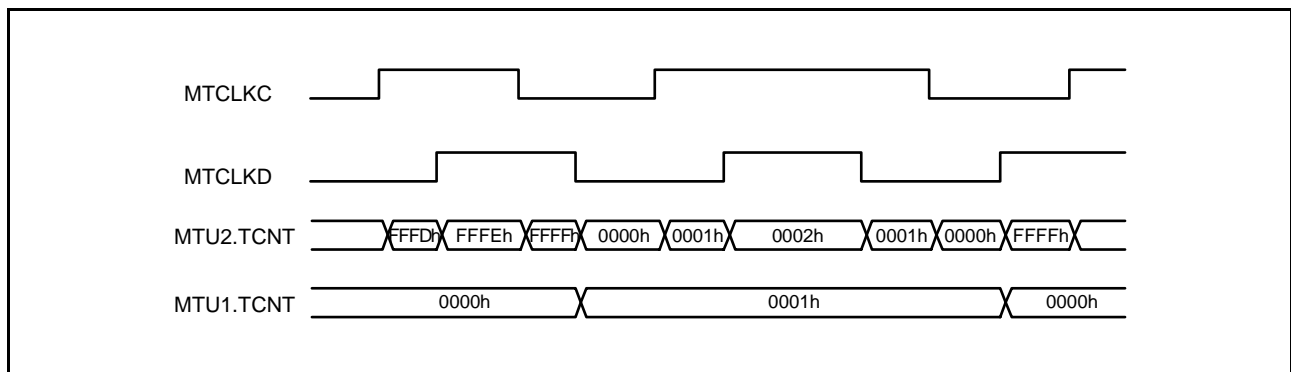 MTCLKC
MTCLKD
MTU2.TCNT FFFDh FFFEh FFFFh 0000h 0001h 0002h 0001h 0000h FFFFh
MTU1.TCNT 0000h 0001h 0000h